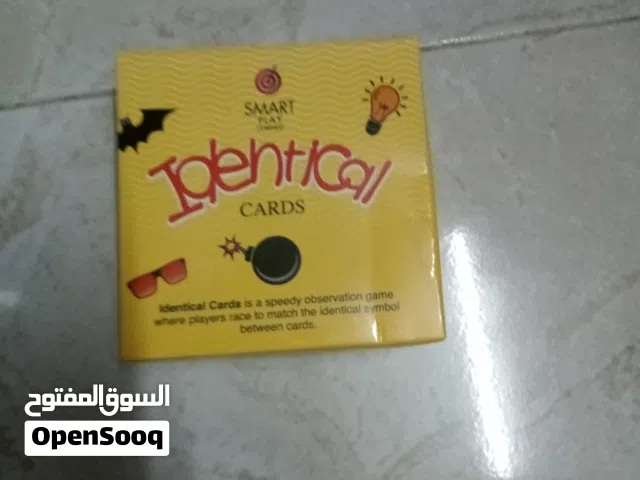 SMART
PLAY
Identical
CARDS
Identical Cards is a speedy observation game
where players race to match the identical symbol
between cards.
السوق المفتوح
OpenSooq